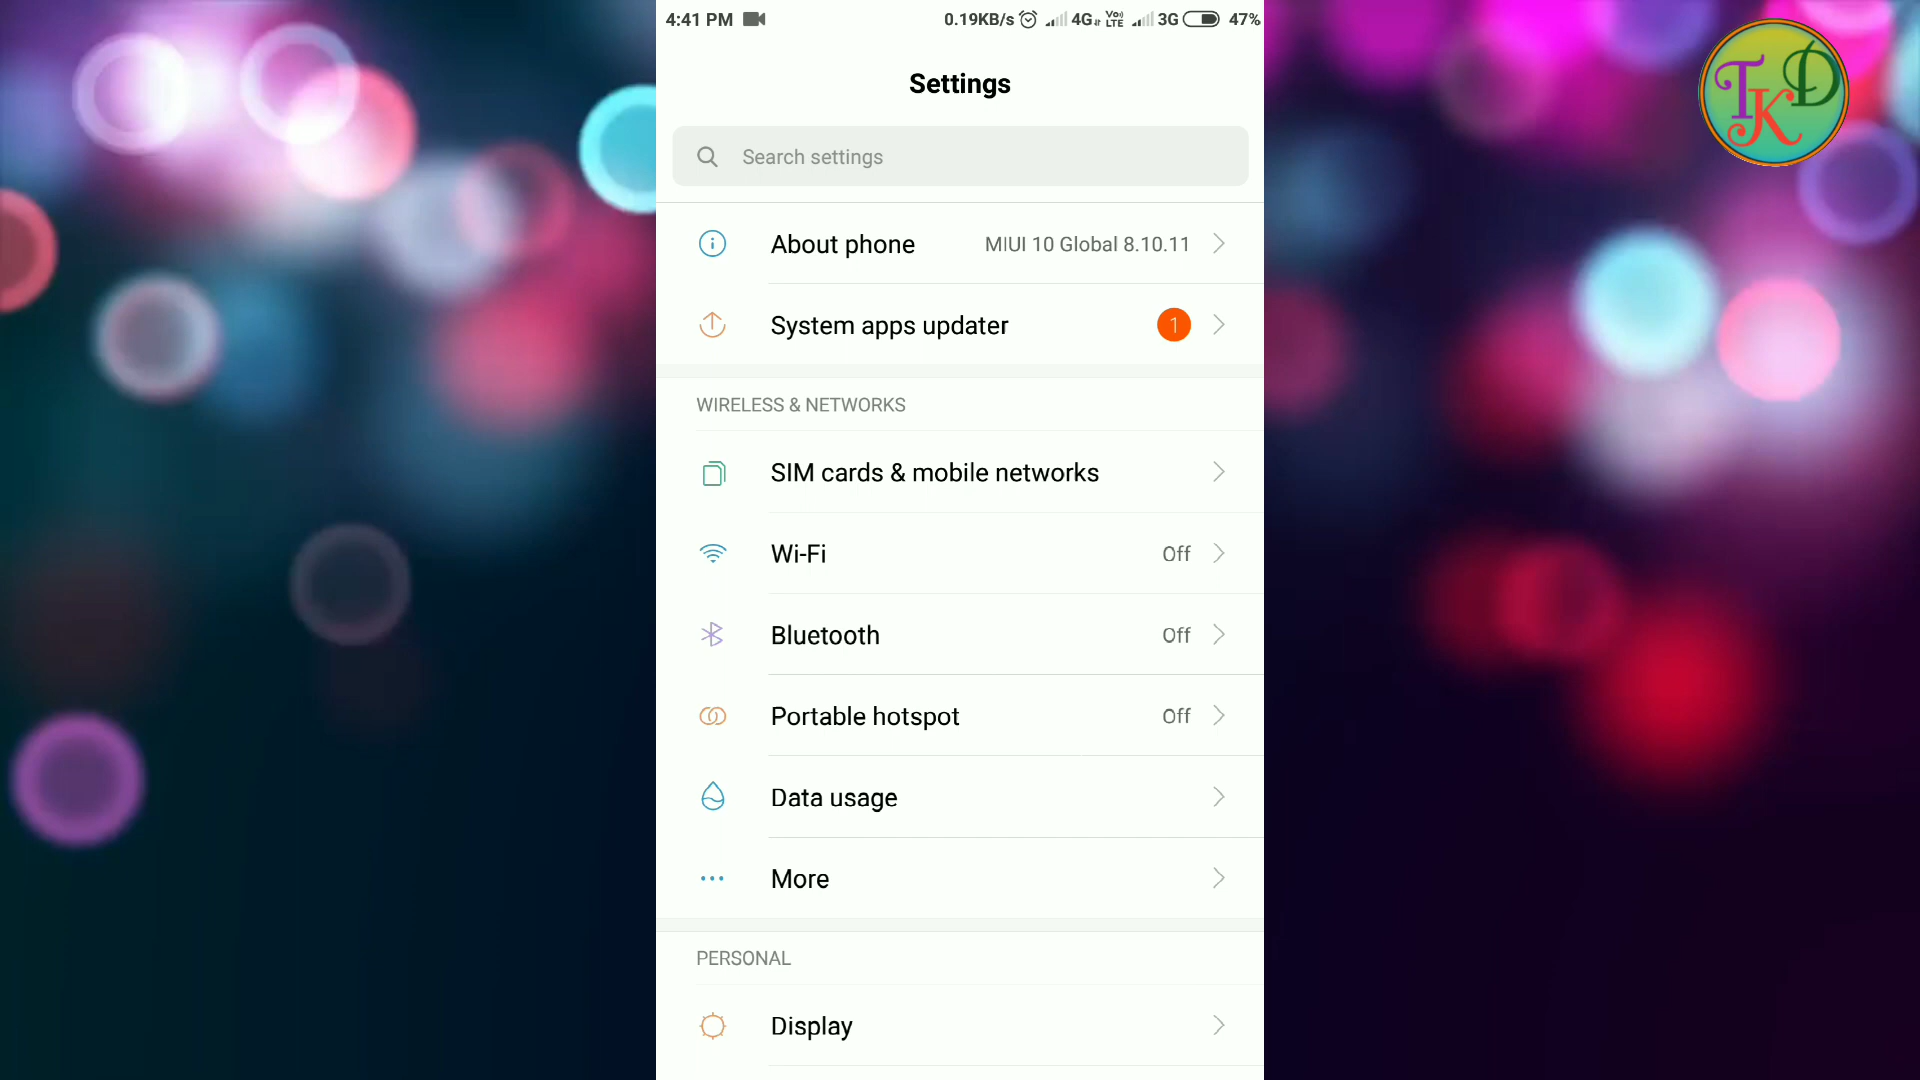 4:41 PM 0.19KB/s 4G Vo) LTE 3G 47%
TKD
Settings
Search settings
About phone MIUI 10 Global 8.10.11
System apps updater 1
WIRELESS & NETWORKS
SIM cards & mobile networks
Wi-Fi Off
Bluetooth Off
Portable hotspot Off
Data usage
More
PERSONAL
Display